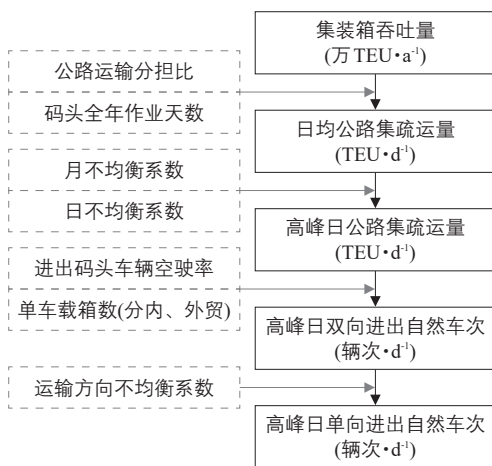 集装箱吞吐量
(万TEU·a⁻¹)
公路运输分担比
码头全年作业天数
日均公路集疏运量
(TEU·d⁻¹)
月不均衡系数
日不均衡系数
高峰日公路集疏运量
(TEU·d⁻¹)
进出码头车辆空驶率
单车载箱数(分内、外贸)
高峰日双向进出自然车次
(辆次·d⁻¹)
运输方向不均衡系数
高峰日单向进出自然车次
(辆次·d⁻¹)